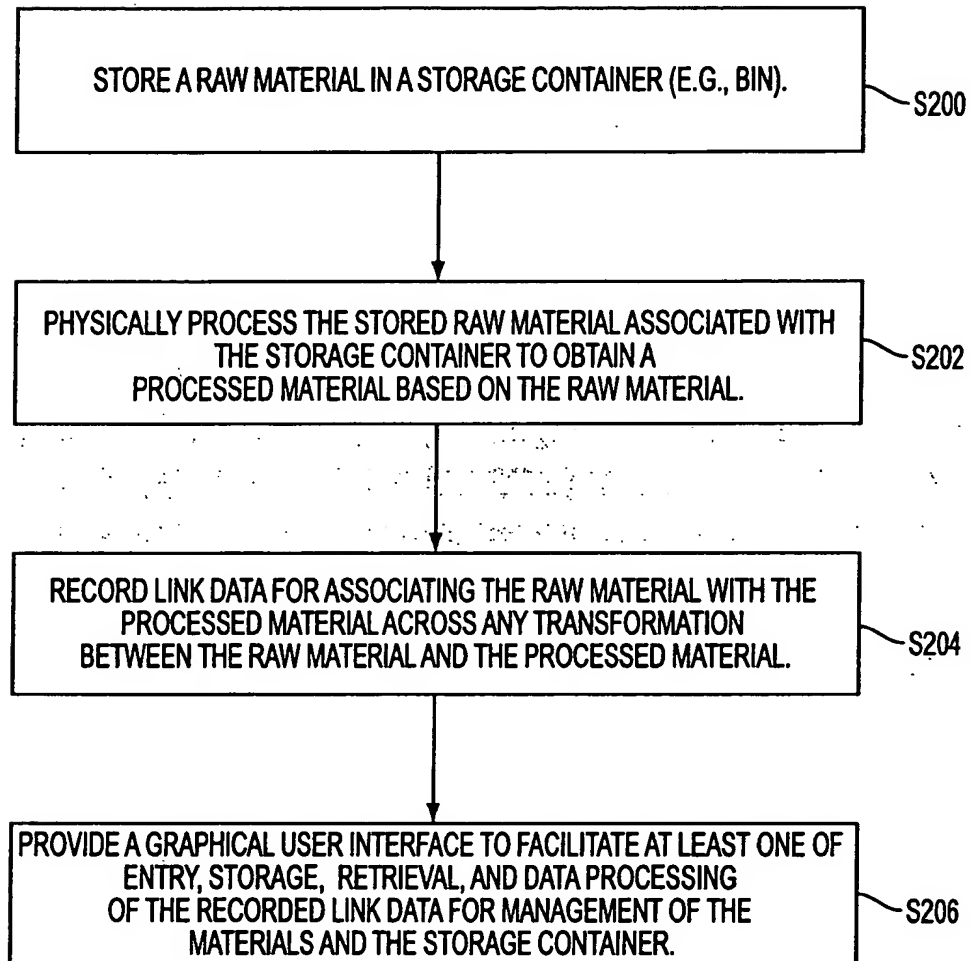 STORE A RAW MATERIAL IN A STORAGE CONTAINER (E.G., BIN).
S200
PHYSICALLY PROCESS THE STORED RAW MATERIAL ASSOCIATED WITH
THE STORAGE CONTAINER TO OBTAIN A
PROCESSED MATERIAL BASED ON THE RAW MATERIAL.
S202
RECORD LINK DATA FOR ASSOCIATING THE RAW MATERIAL WITH THE
PROCESSED MATERIAL ACROSS ANY TRANSFORMATION
BETWEEN THE RAW MATERIAL AND THE PROCESSED MATERIAL.
S204
PROVIDE A GRAPHICAL USER INTERFACE TO FACILITATE AT LEAST ONE OF
ENTRY, STORAGE, RETRIEVAL, AND DATA PROCESSING
OF THE RECORDED LINK DATA FOR MANAGEMENT OF THE
MATERIALS AND THE STORAGE CONTAINER.
S206